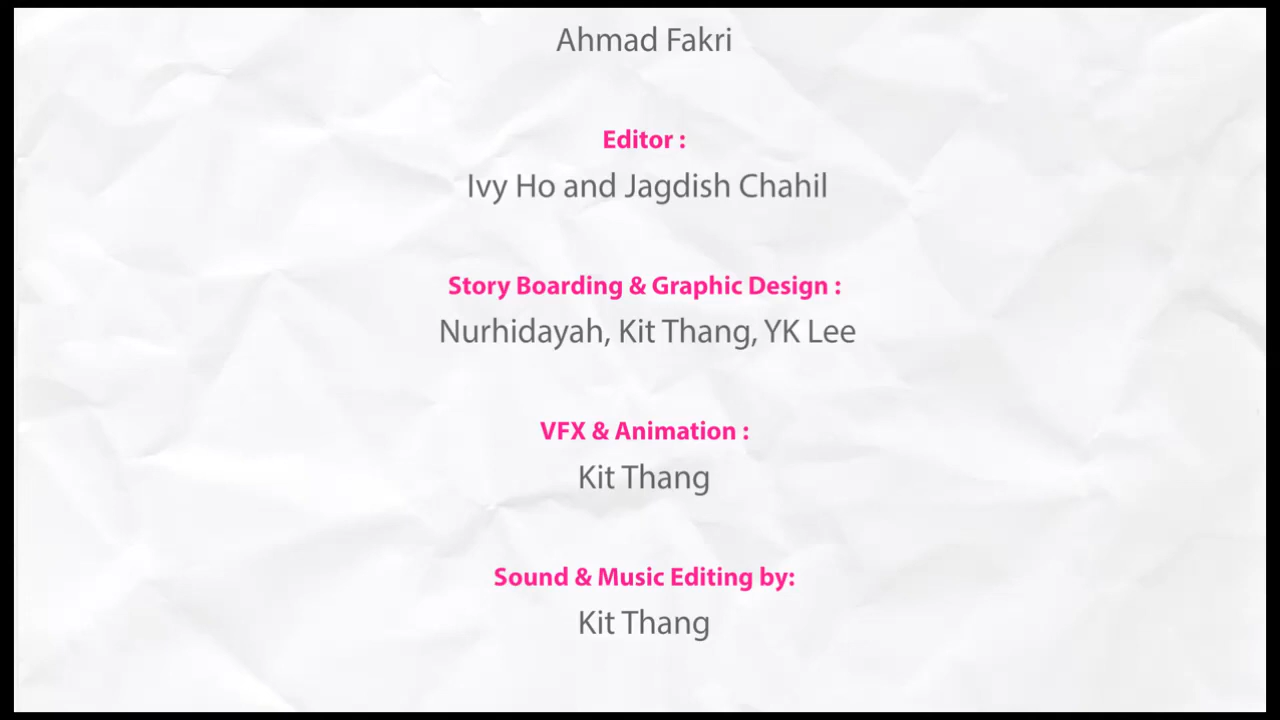 Ahmad Fakri
Editor :
Ivy Ho and Jagdish Chahil
Story Boarding & Graphic Design :
Nurhidayah, Kit Thang, YK Lee
VFX & Animation :
Kit Thang
Sound & Music Editing by:
Kit Thang